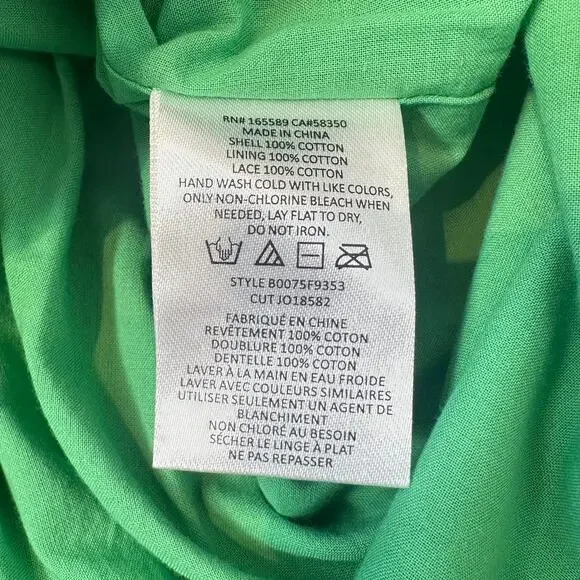 RN# 165589 CA#58350
MADE IN CHINA
SHELL 100% COTTON
LINING 100% COTTON
LACE 100% COTTON
HAND WASH COLD WITH LIKE COLORS,
ONLY NON-CHLORINE BLEACH WHEN
NEEDED, LAY FLAT TO DRY,
DO NOT IRON.
STYLE B0075F9353
CUT JO18582
FABRIQUÉ EN CHINE
REVÊTEMENT 100% COTON
DOUBLURE 100% COTON
DENTELLE 100% COTON
LAVER À LA MAIN EN EAU FROIDE
LAVER AVEC COULEURS SIMILAIRES
UTILISER SEULEMENT UN AGENT DE
BLANCHIMENT
NON CHLORÉ AU BESOIN
SÉCHER LE LINGE À PLAT
NE PAS REPASSER